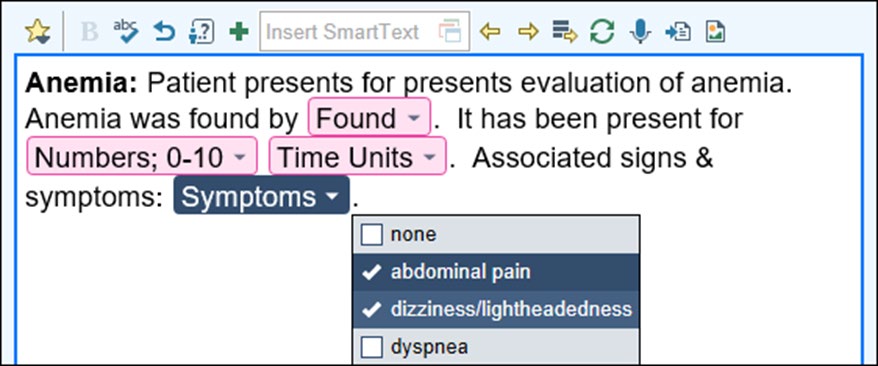 B abc Insert SmartText
Anemia: Patient presents for presents evaluation of anemia.
Anemia was found by Found . It has been present for
Numbers; 0-10 Time Units . Associated signs &
symptoms: Symptoms .
none
abdominal pain
dizziness/lightheadedness
dyspnea